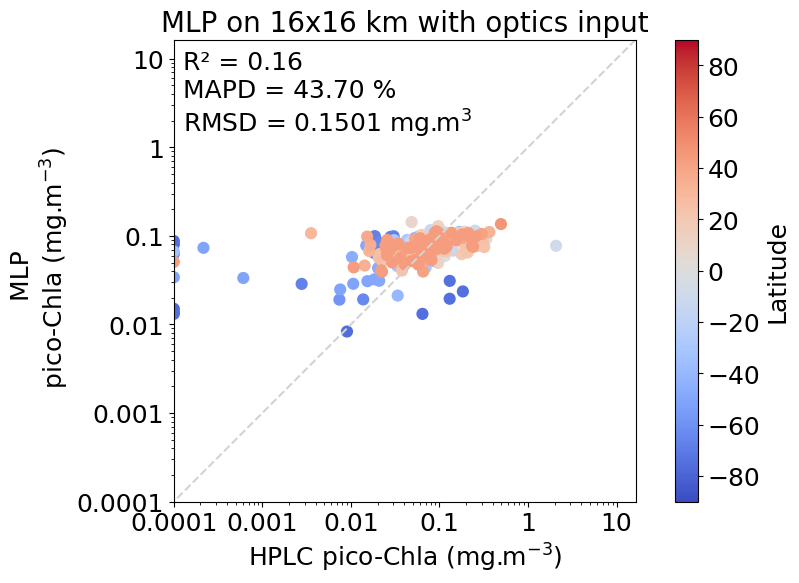 MLP on 16x16 km with optics input
R² = 0.16
MAPD = 43.70 %
RMSD = 0.1501 mg.m³
10
1
0.1
0.01
0.001
0.0001
MLP
pico-Chla (mg.m⁻³)
0.0001
0.001
0.01
0.1
1
10
HPLC pico-Chla (mg.m⁻³)
80
60
40
20
0
−20
−40
−60
−80
Latitude